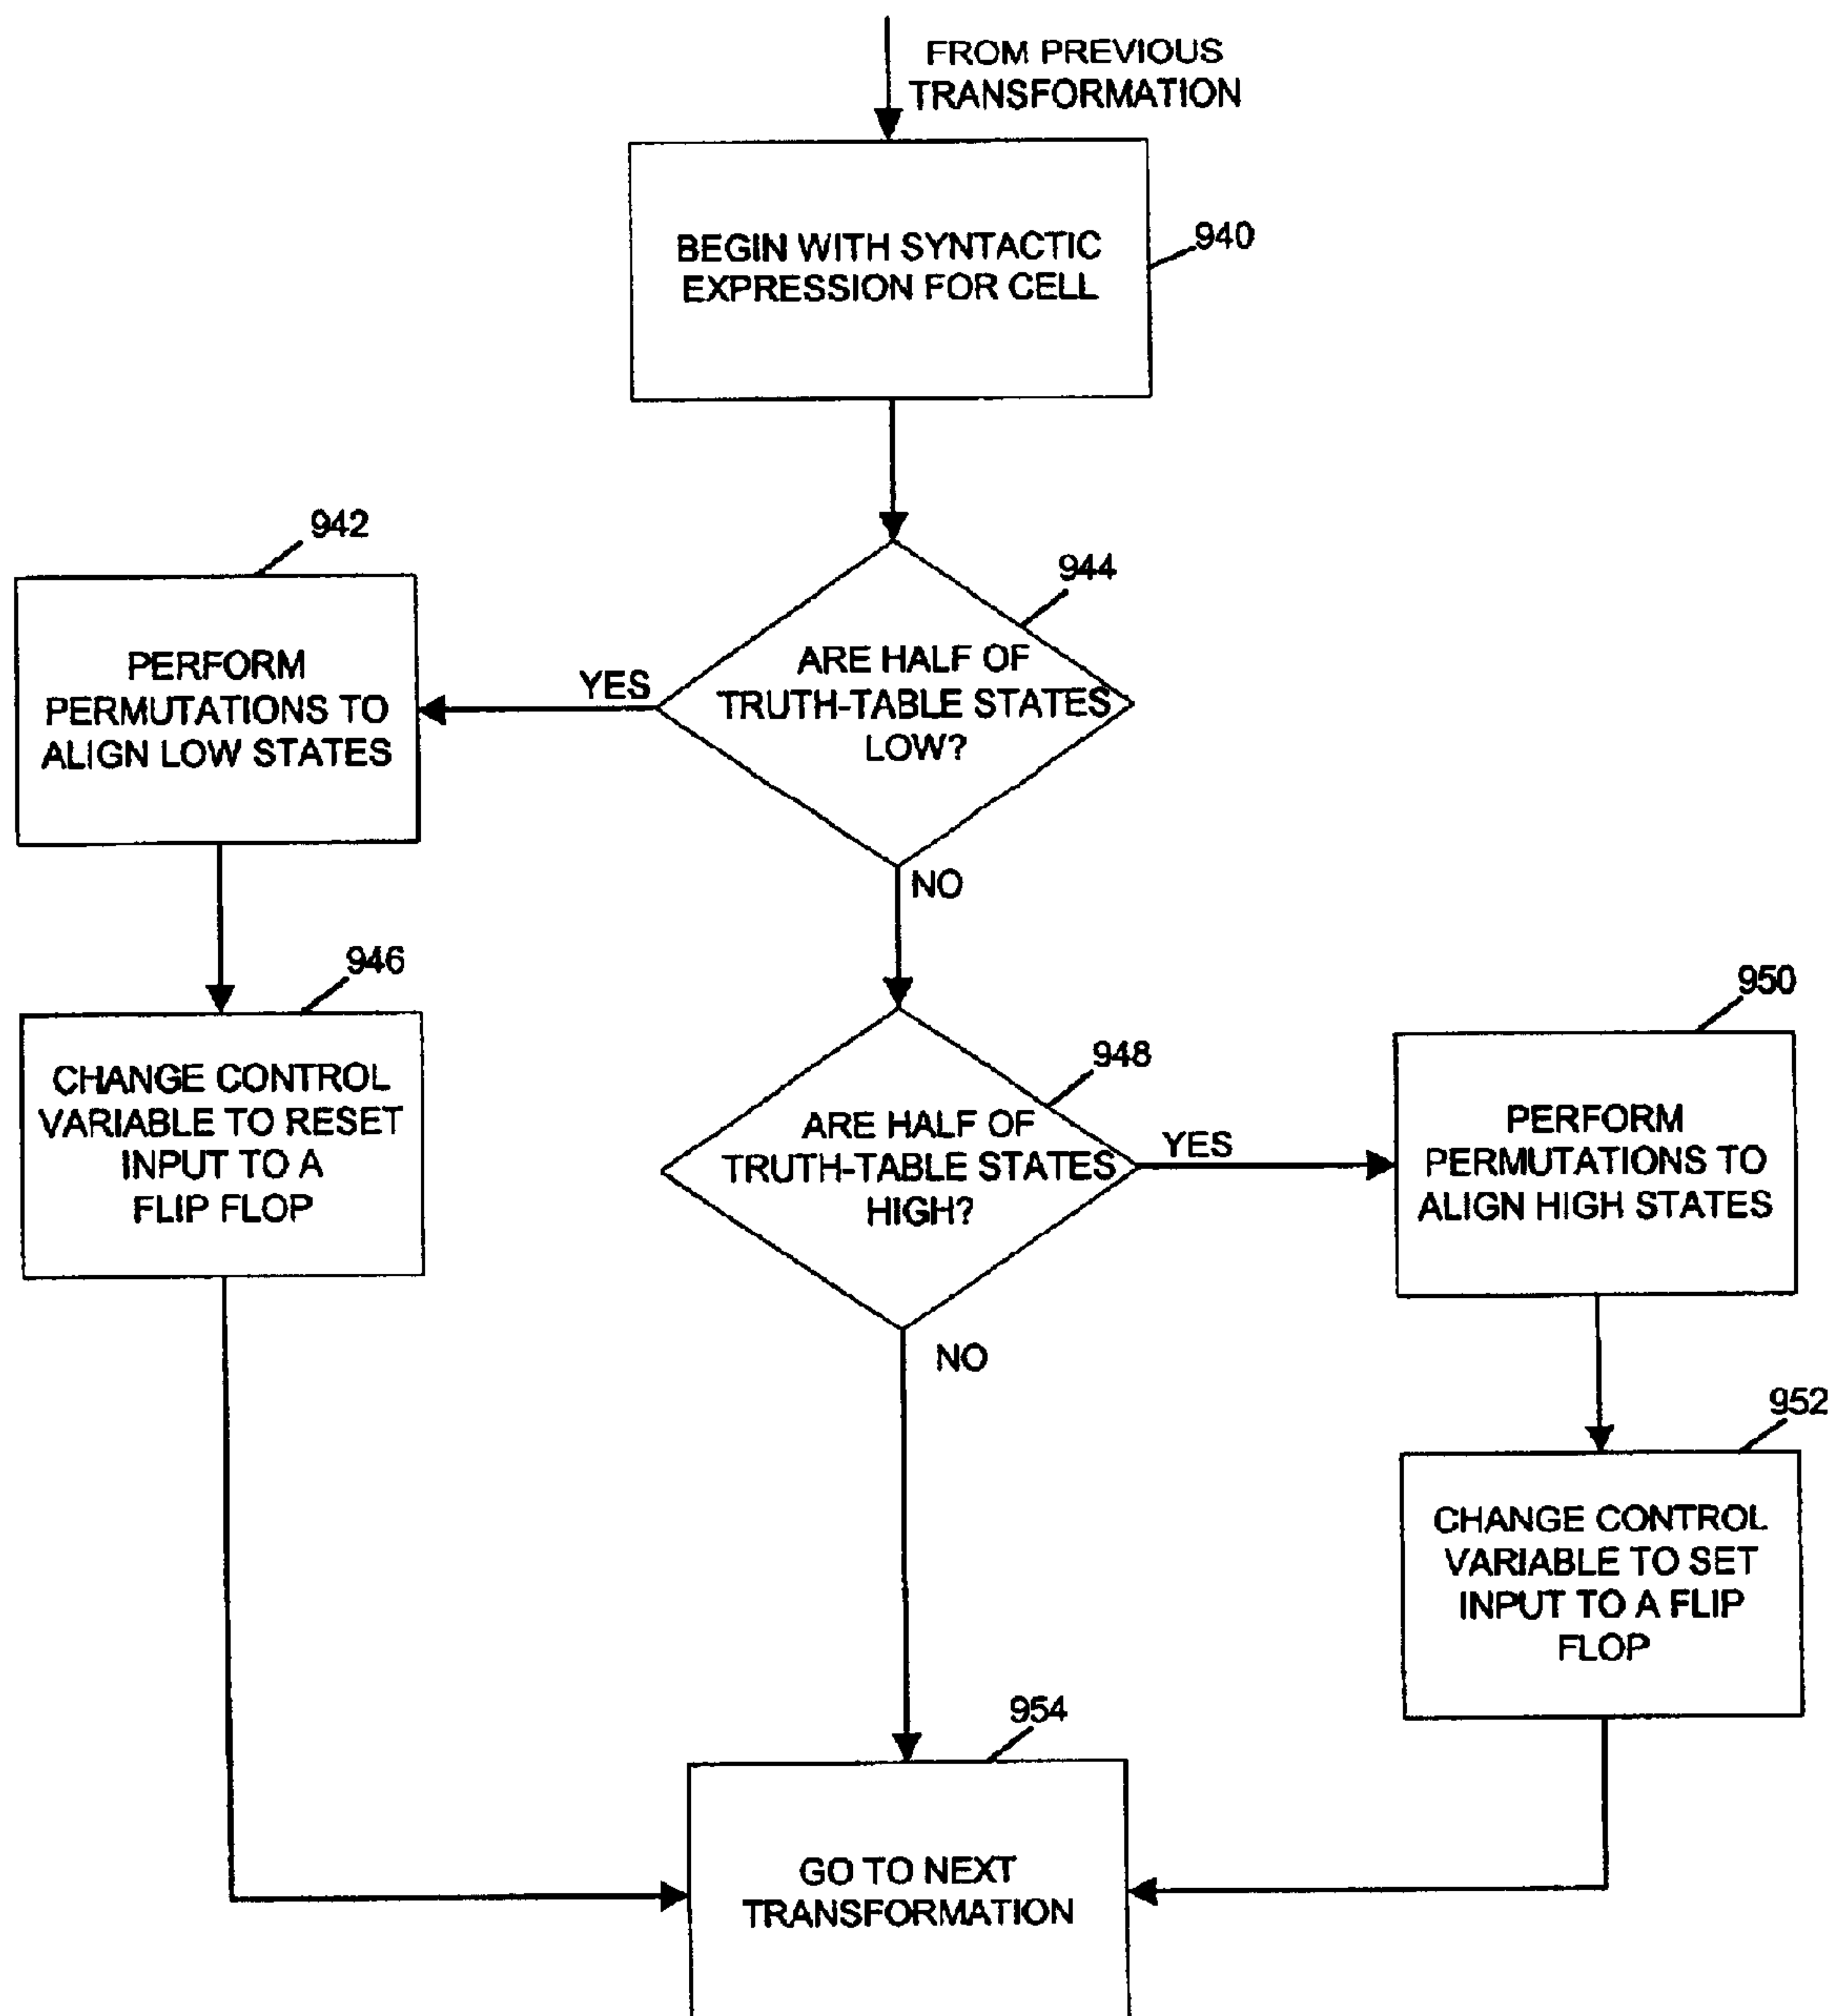 FROM PREVIOUS
TRANSFORMATION
BEGIN WITH SYNTACTIC
EXPRESSION FOR CELL
940
942
PERFORM
PERMUTATIONS TO
ALIGN LOW STATES
YES
944
ARE HALF OF
TRUTH-TABLE STATES
LOW?
NO
946
CHANGE CONTROL
VARIABLE TO RESET
INPUT TO A
FLIP FLOP
948
ARE HALF OF
TRUTH-TABLE STATES
HIGH?
YES
NO
950
PERFORM
PERMUTATIONS TO
ALIGN HIGH STATES
952
CHANGE CONTROL
VARIABLE TO SET
INPUT TO A FLIP
FLOP
954
GO TO NEXT
TRANSFORMATION